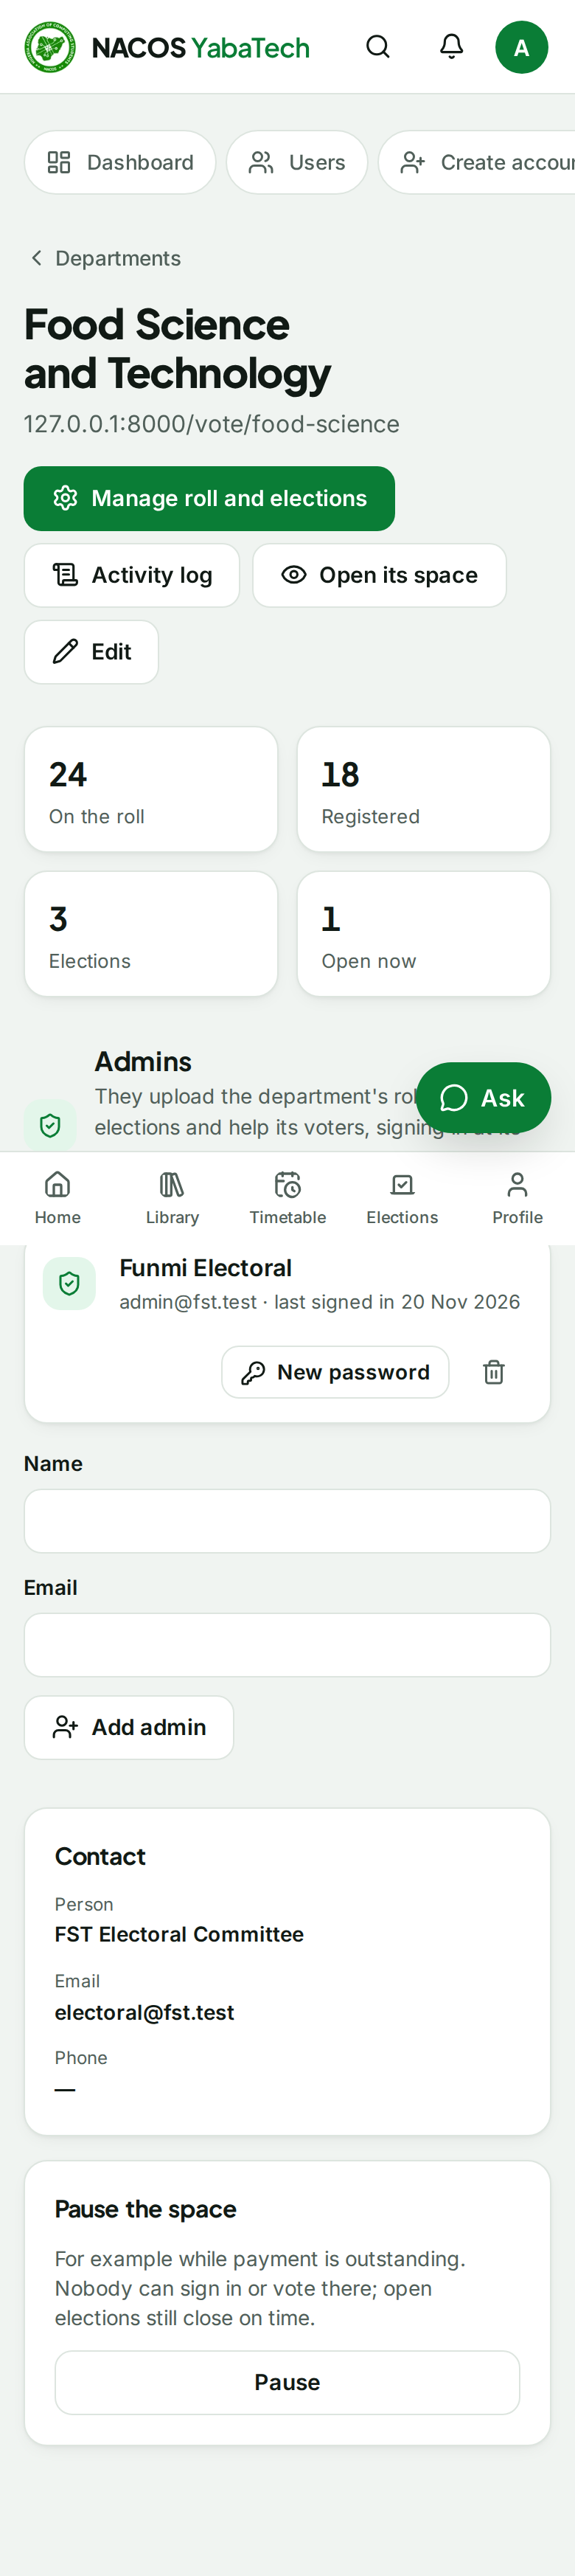 NACOS YabaTech
A
Dashboard
Users
Create accou
Departments
Food Science
and Technology
127.0.0.1:8000/vote/food-science
Manage roll and elections
Activity log
Open its space
Edit
24
On the roll
18
Registered
3
Elections
1
Open now
Admins
They upload the department's
elections and help its voters,
Ask
Home
Library
Timetable
Elections
Profile
Funmi Electoral
admin@fst.test · last signed in 20 Nov 2026
New password
Name
Email
Add admin
Contact
Person
FST Electoral Committee
Email
electoral@fst.test
Phone
—
Pause the space
For example while payment is outstanding.
Nobody can sign in or vote there; open
elections still close on time.
Pause